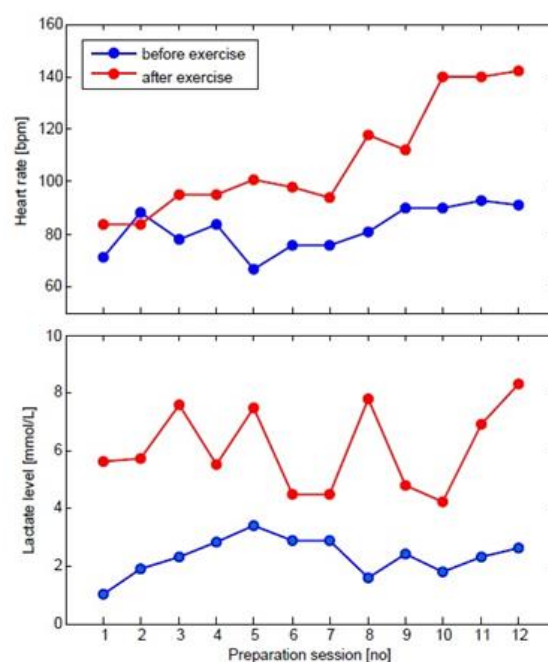 160
140
120
100
80
60
Heart rate [bpm]
before exercise
after exercise
10
8
6
4
2
0
Lactate level [mmol/L]
1 2 3 4 5 6 7 8 9 10 11 12
Preparation session [no]